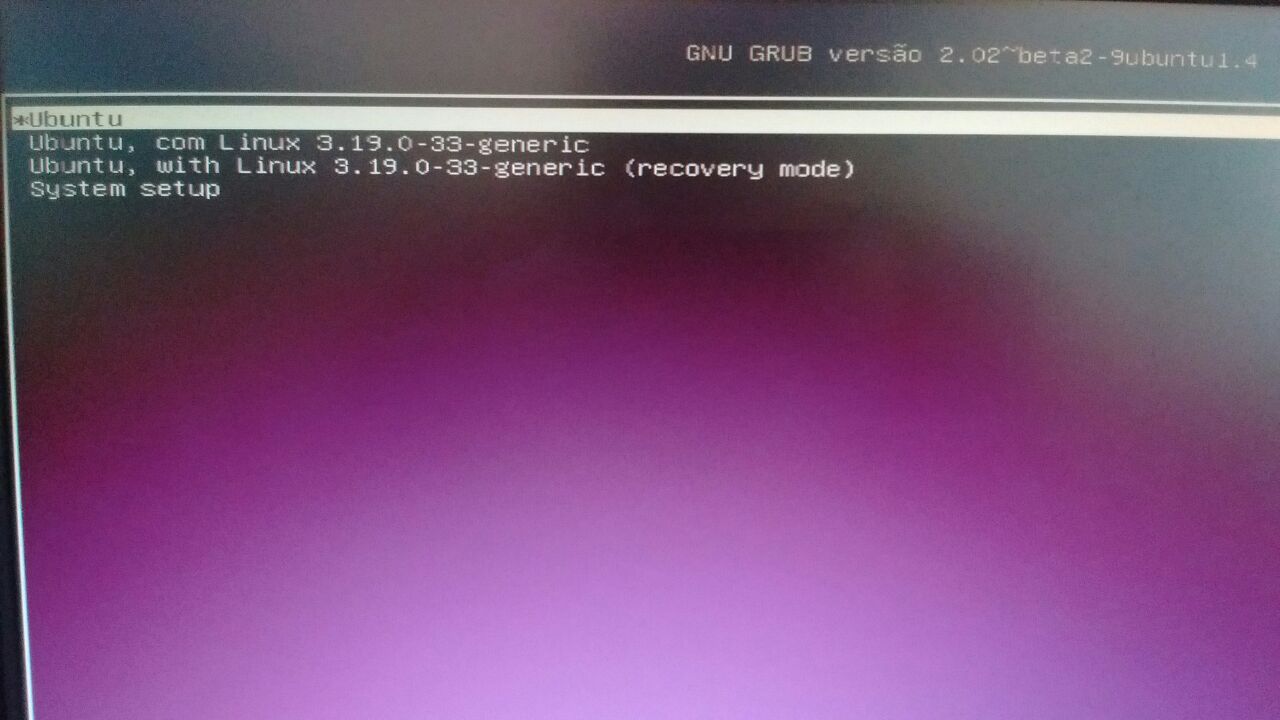 GNU GRUB versão 2.02~beta2-9ubuntu1.4
*Ubuntu
Ubuntu, com Linux 3.19.0-33-generic
Ubuntu, with Linux 3.19.0-33-generic (recovery mode)
System setup